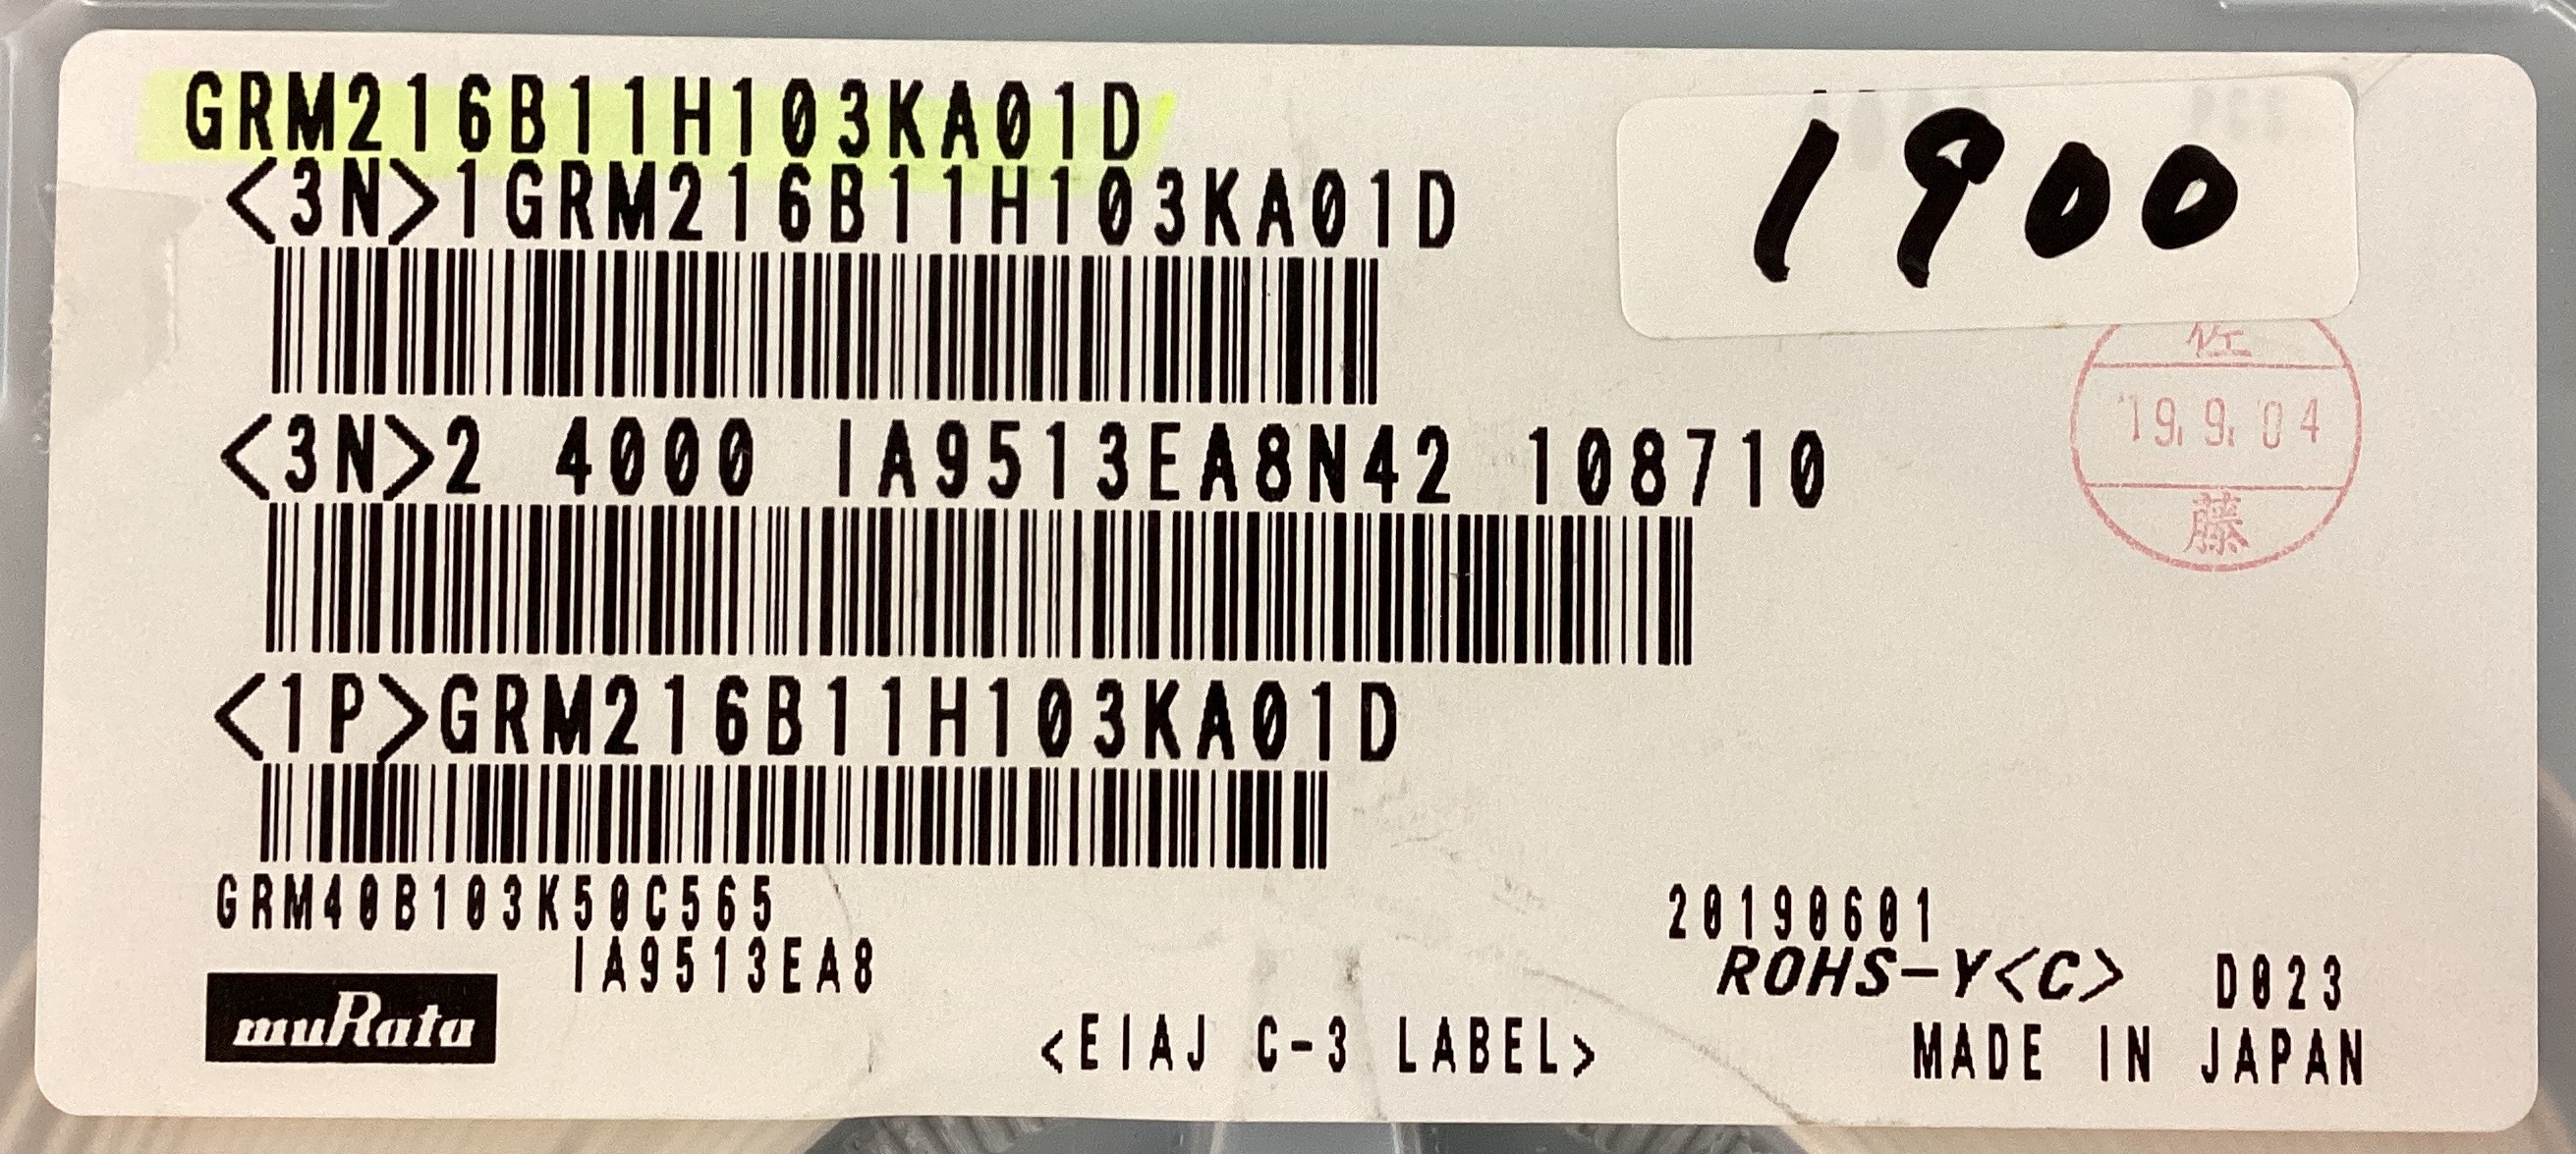 GRM216B11H103KA01D
1900
<3N>1GRM216B11H103KA01D
佐
'19.9.04
藤
<3N>2 4000 IA9513EA8N42 108710
<1P>GRM216B11H103KA01D
GRM40B103K50C565
20190601
IA9513EA8
ROHS-Y<C> D023
muRata
<EIAJ C-3 LABEL>
MADE IN JAPAN